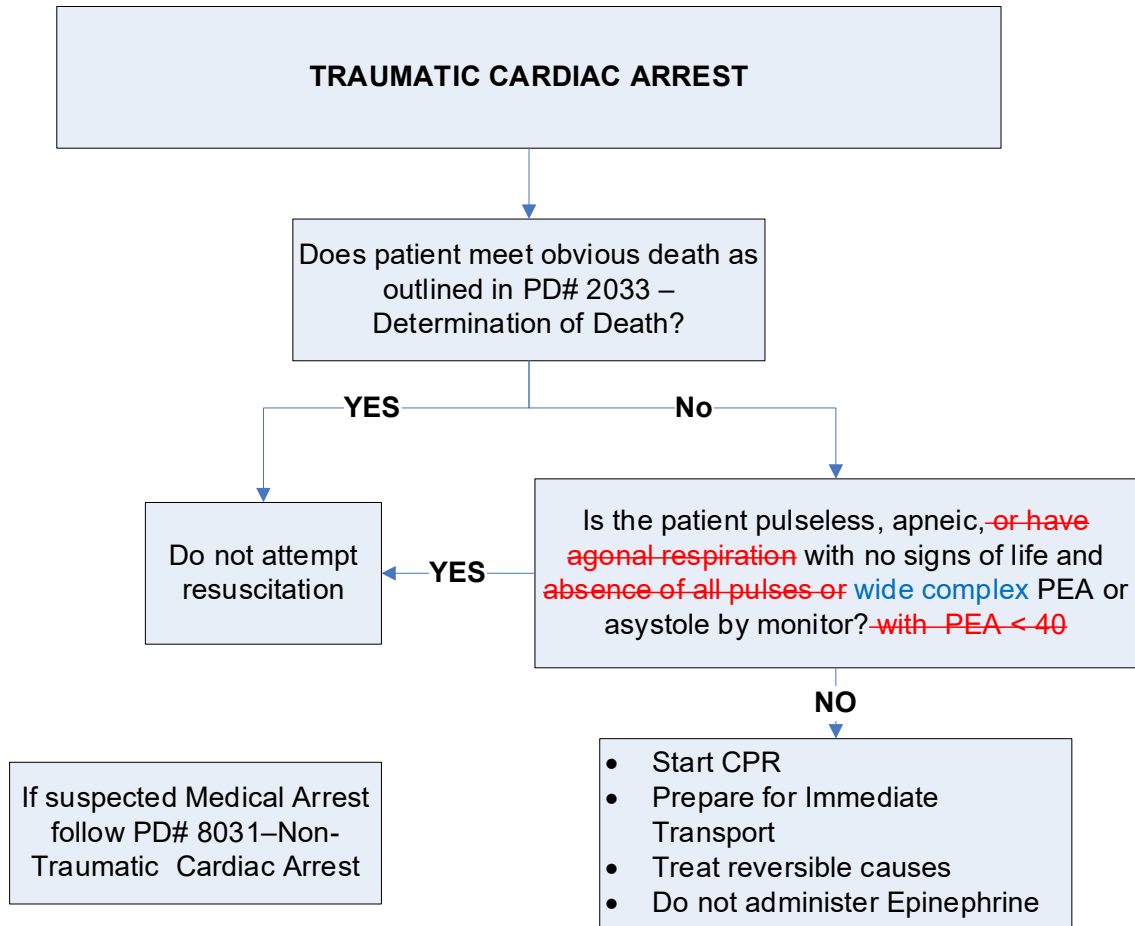 TRAUMATIC CARDIAC ARREST
Does patient meet obvious death as
outlined in PD# 2033 –
Determination of Death?
YES
No
Do not attempt
resuscitation
YES
Is the patient pulseless, apneic, or have
agonal respiration with no signs of life and
absence of all pulses or wide complex PEA or
asystole by monitor? with PEA < 40
NO
If suspected Medical Arrest
follow PD# 8031–Non-
Traumatic Cardiac Arrest
• Start CPR
• Prepare for Immediate
Transport
• Treat reversible causes
• Do not administer Epinephrine